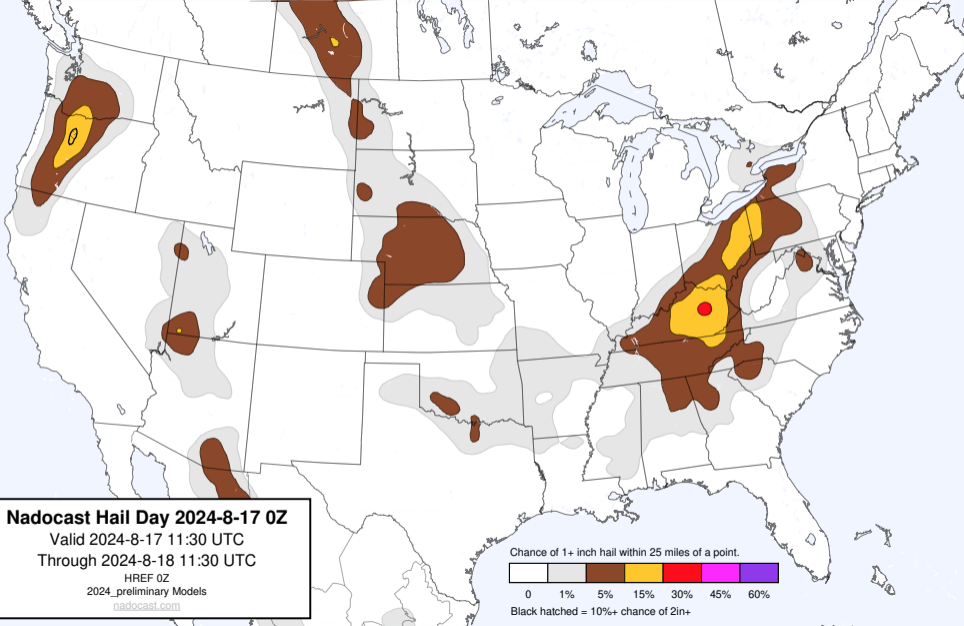 Nadocast Hail Day 2024-8-17 0Z
Valid 2024-8-17 11:30 UTC
Through 2024-8-18 11:30 UTC
HREF 0Z
2024_preliminary Models
nadocast.com
Chance of 1+ inch hail within 25 miles of a point.
0 1% 5% 15% 30% 45% 60%
Black hatched = 10%+ chance of 2in+